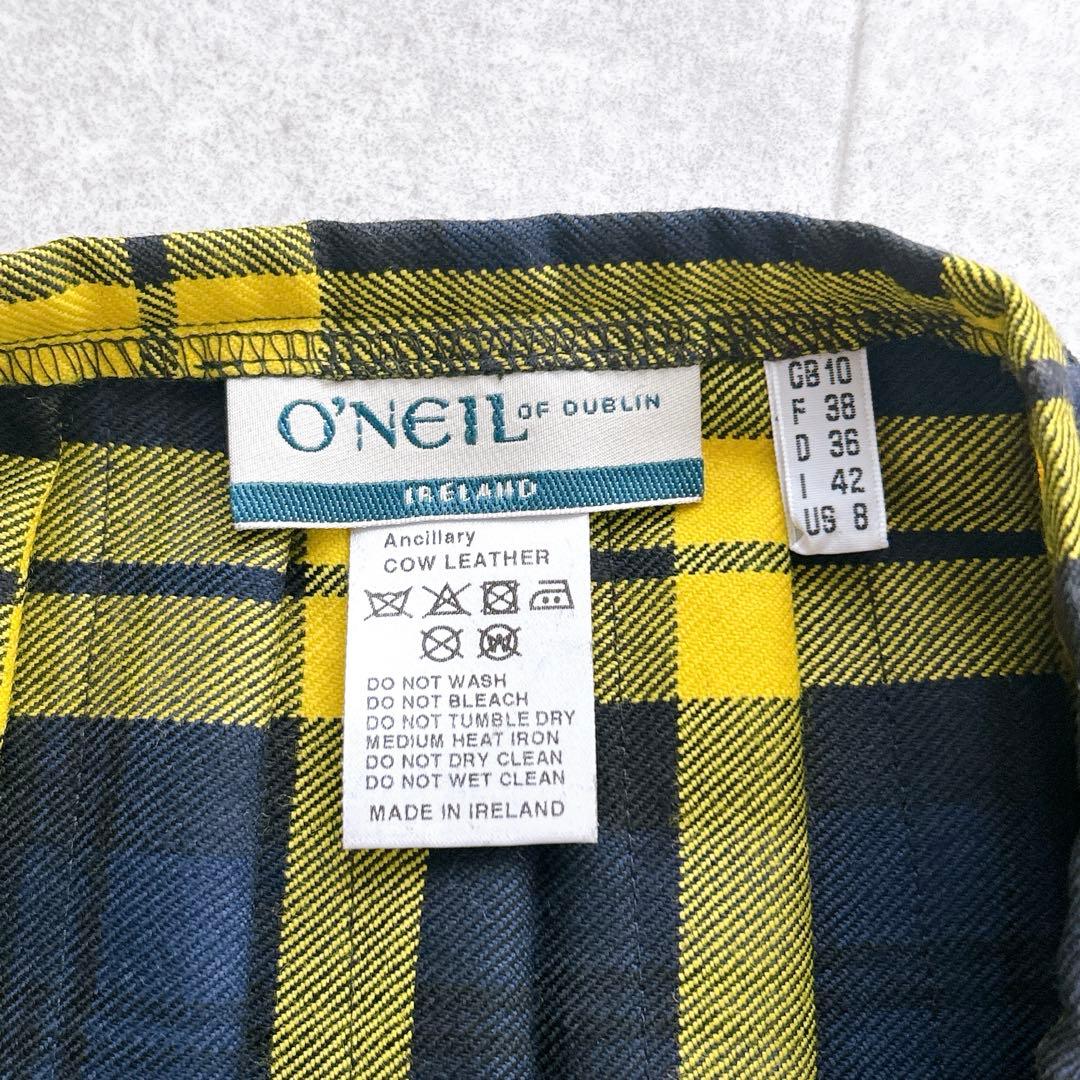 O'NEIL OF DUBLIN
IRELAND
GB 10
F 38
D 36
I 42
US 8
Ancillary
COW LEATHER
W
DO NOT WASH
DO NOT BLEACH
DO NOT TUMBLE DRY
MEDIUM HEAT IRON
DO NOT DRY CLEAN
DO NOT WET CLEAN
MADE IN IRELAND